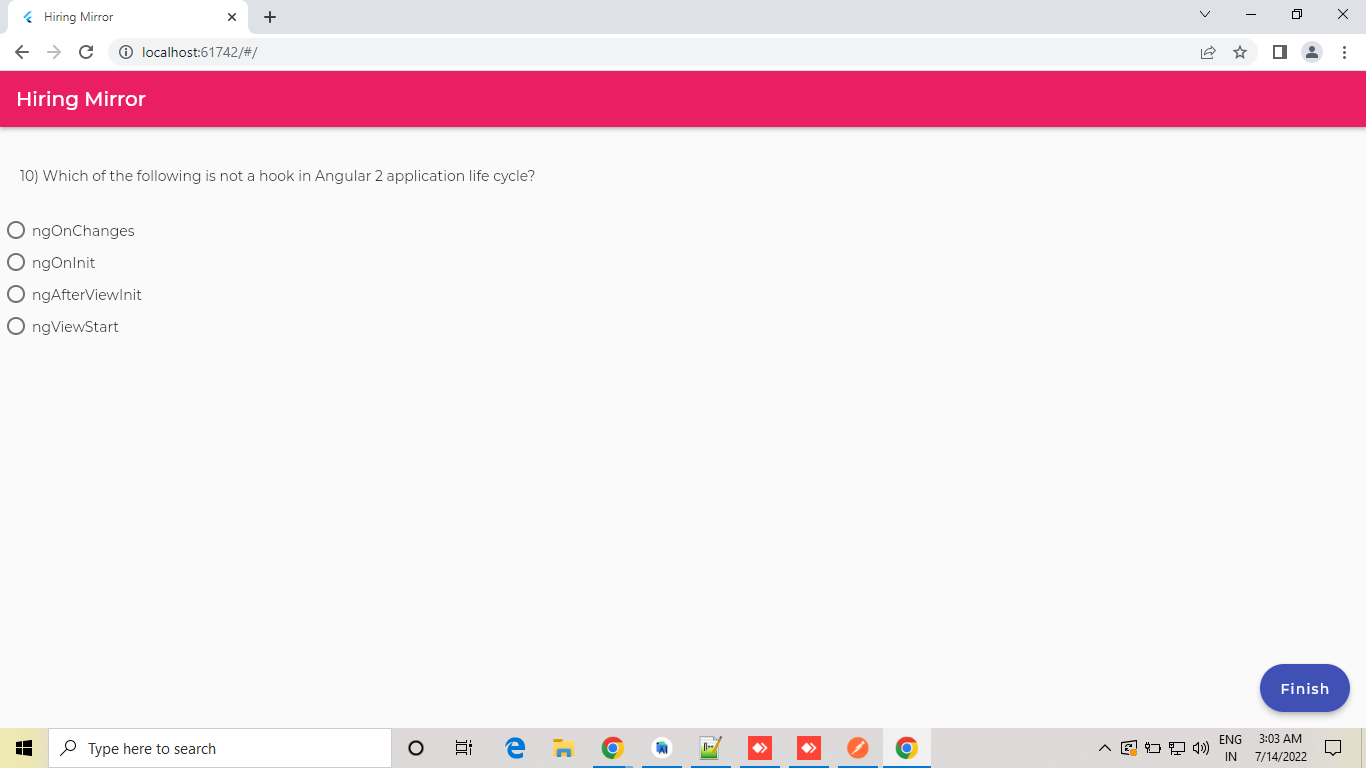 Hiring Mirror
localhost:61742/#/
Hiring Mirror
10) Which of the following is not a hook in Angular 2 application life cycle?
ngOnChanges
ngOnInit
ngAfterViewInit
ngViewStart
Finish
Type here to search
ENG
IN
3:03 AM
7/14/2022